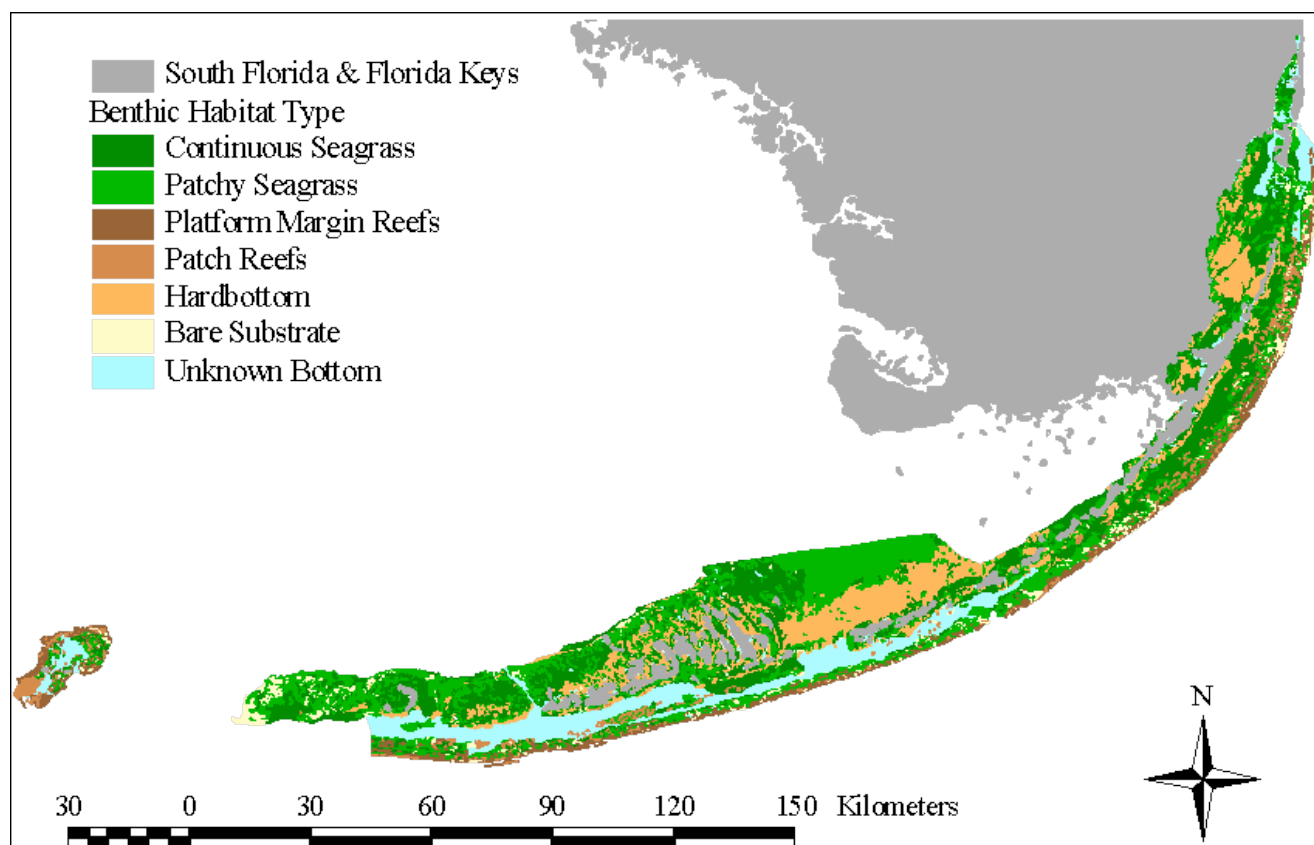 South Florida & Florida Keys
Benthic Habitat Type
Continuous Seagrass
Patchy Seagrass
Platform Margin Reefs
Patch Reefs
Hardbottom
Bare Substrate
Unknown Bottom
N
30 0 30 60 90 120 150 Kilometers